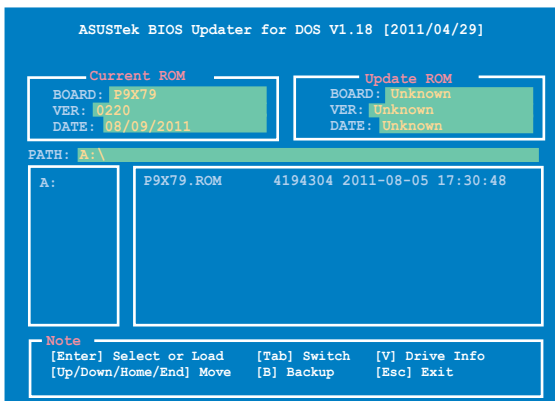 ASUSTek BIOS Updater for DOS V1.18 [2011/04/29]
Current ROM
BOARD: P9X79
VER: 0220
DATE: 08/09/2011
Update ROM
BOARD: Unknown
VER: Unknown
DATE: Unknown
PATH: A:\
A:
P9X79.ROM 4194304 2011-08-05 17:30:48
Note
[Enter] Select or Load [Tab] Switch [V] Drive Info
[Up/Down/Home/End] Move [B] Backup [Esc] Exit